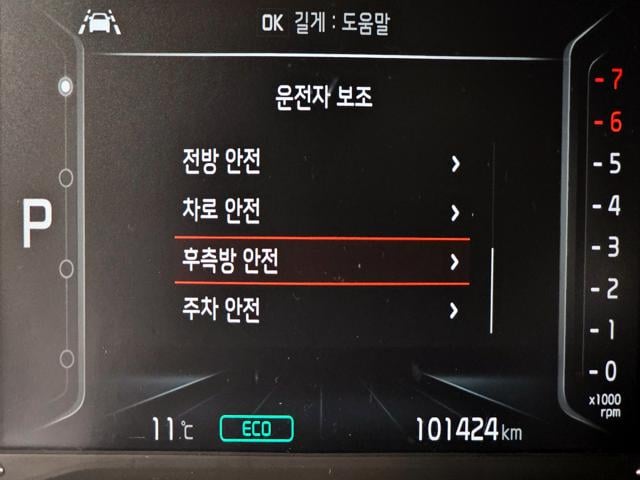 OK 길게 : 도움말
운전자 보조
전방 안전
차로 안전
후측방 안전
주차 안전
P
-7
-6
-5
-4
-3
-2
-1
-0
x1000
rpm
11°C
ECO
101424 km